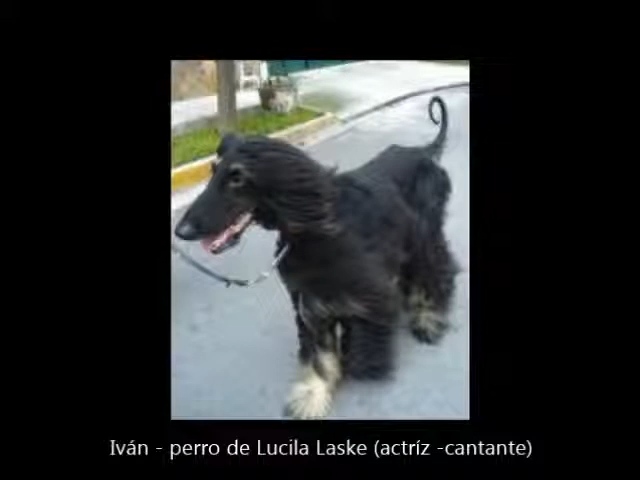 Iván - perro de Lucila Laske (actríz -cantante)